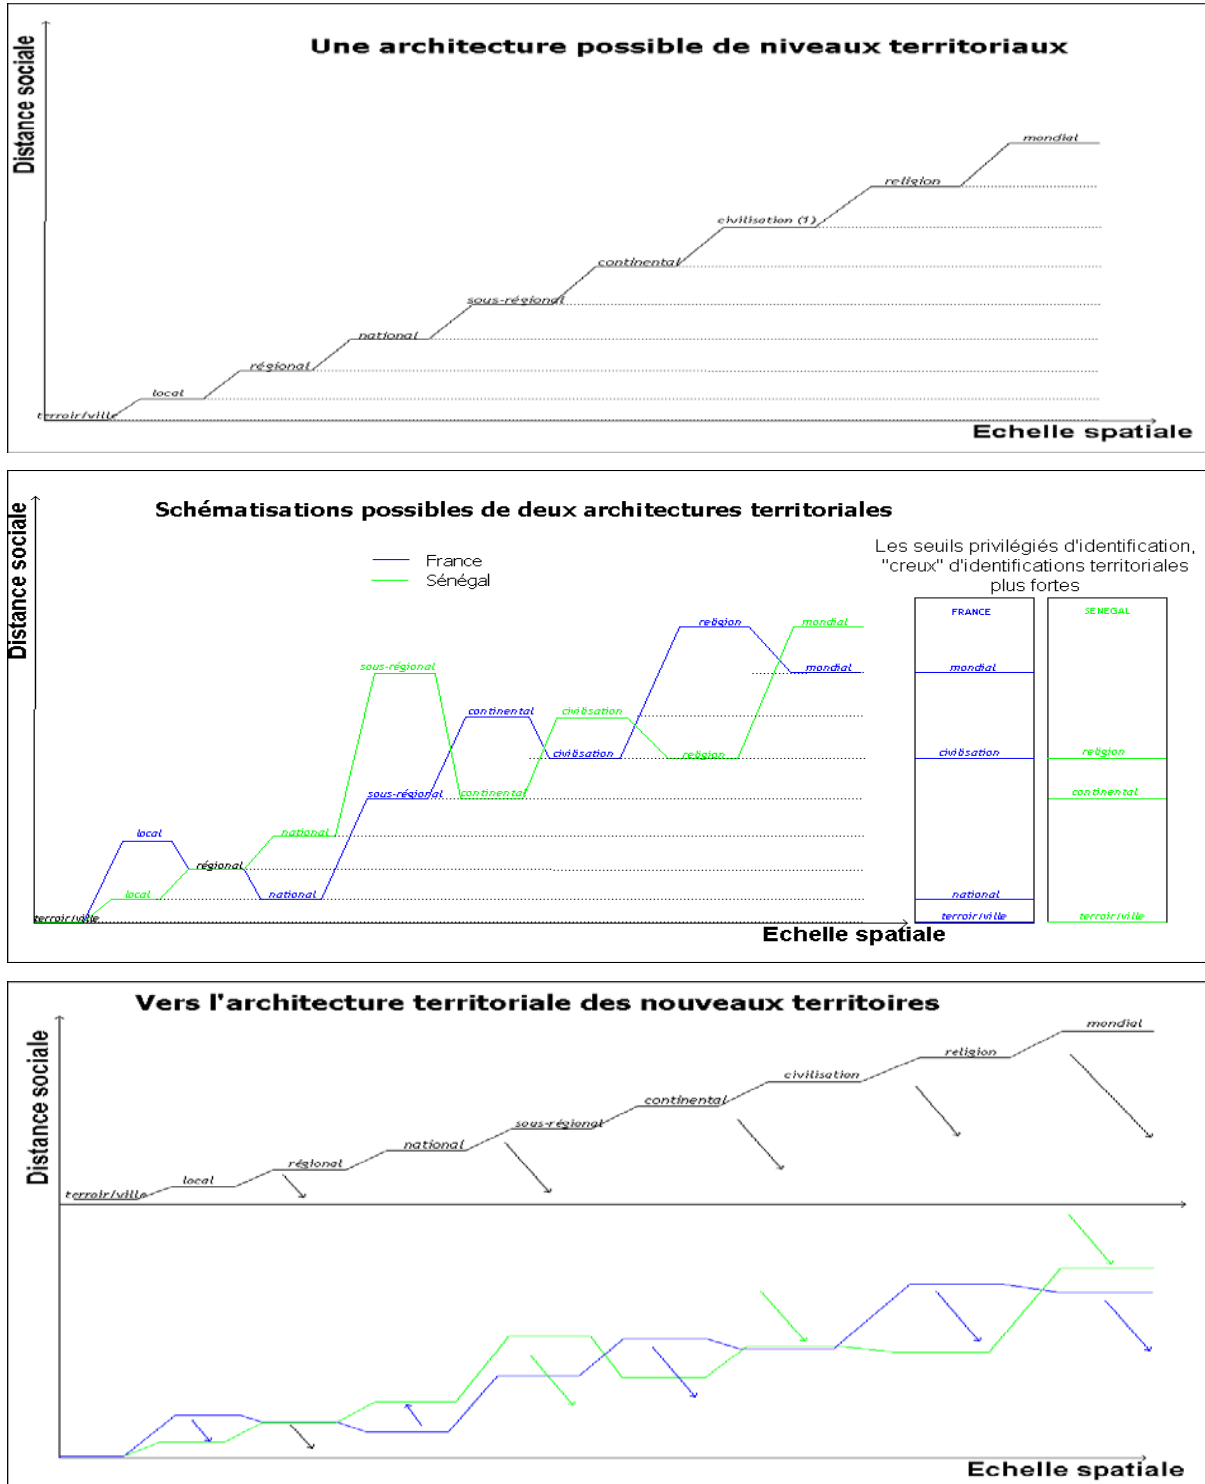 Une architecture possible de niveaux territoriaux
Distance sociale
mondial
religion
civilisation (1)
continental
sous-régional
national
régional
local
terroir/ville
Echelle spatiale
Schématisations possibles de deux architectures territoriales
Distance sociale
France
Sénégal
Les seuils privilégiés d'identification,
"creux" d'identifications territoriales
plus fortes
FRANCE
SENEGAL
religion
mondial
sous-régional
mondial
mondial
continental
civilisation
civilisation
religion
civilisation
religion
sous-régional
continental
continental
local
national
régional
local
national
national
terroir/ville
terroir/ville
terroir/ville
Echelle spatiale
Vers l'architecture territoriale des nouveaux territoires
Distance sociale
mondial
religion
civilisation
continental
sous-régional
national
régional
local
terroir/ville
Echelle spatiale